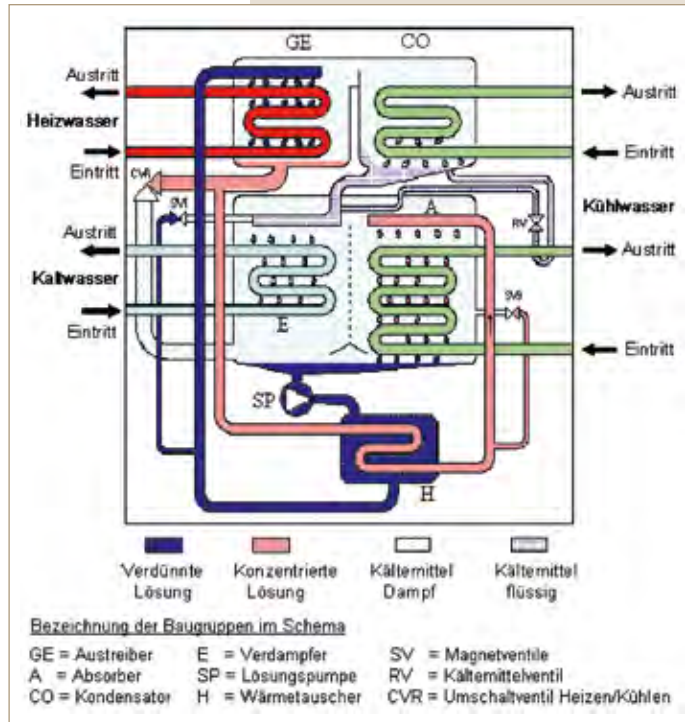 GE CO
Austritt
Austritt
Heizwasser
Eintritt
Eintritt
CVR
SV1
A
RV
Kühlwasser
Austritt
Austritt
Kaltwasser
E
Eintritt
Eintritt
SP
H
Verdünnte Lösung
Konzentrierte Lösung
Kältemittel Dampf
Kältemittel flüssig
Bezeichnung der Baugruppen im Schema
GE = Austreiber E = Verdampfer SV = Magnetventile
A = Absorber SP = Lösungspumpe RV = Kältemittelventil
CO = Kondensator H = Wärmetauscher CVR = Umschaltventil Heizen/Kühlen